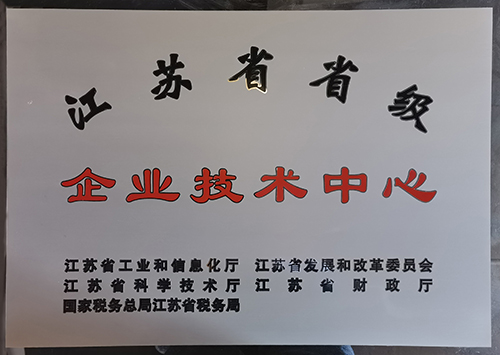 江苏省省级
企业技术中心
江苏省工业和信息化厅 江苏省发展和改革委员会
江苏省科学技术厅 江苏省财政厅
国家税务总局江苏省税务局